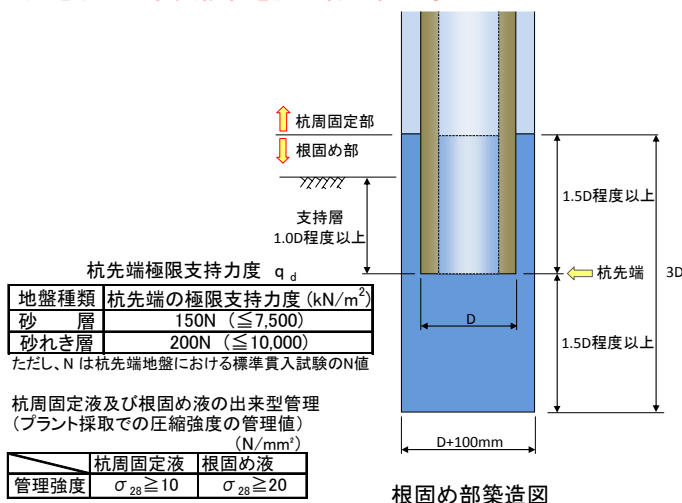 杭周固定部
根固め部
支持層
1.0D程度以上
1.5D程度以上
杭先端
3D
D
1.5D程度以上
D+100mm
根固め部築造図
杭先端極限支持力度 qd
地盤種類 杭先端の極限支持力度 (kN/m²)
砂 層 150N (≦7,500)
砂れき層 200N (≦10,000)
ただし、N は杭先端地盤における標準貫入試験のN値
杭周固定液及び根固め液の出来型管理
(プラント採取での圧縮強度の管理値)
(N/mm²)
杭周固定液 根固め液
管理強度 σ28≧10 σ28≧20